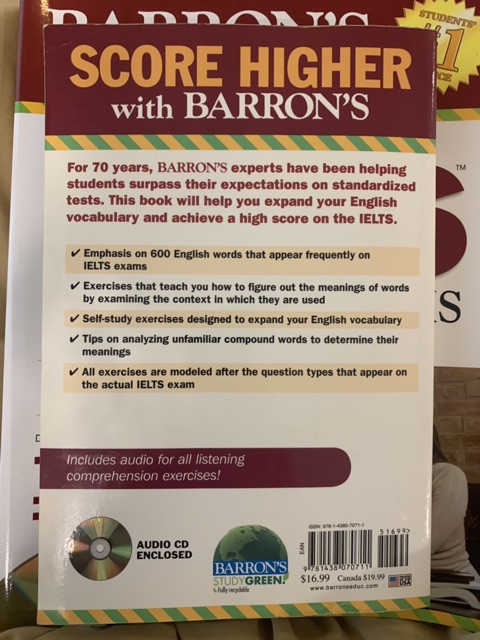 BARRON'S
STUDENTS'
#1
SCORE HIGHER
with BARRON'S
For 70 years, BARRON'S experts have been helping
students surpass their expectations on standardized
tests. This book will help you expand your English
vocabulary and achieve a high score on the IELTS.
✔ Emphasis on 600 English words that appear frequently on
IELTS exams
✔ Exercises that teach you how to figure out the meanings of words
by examining the context in which they are used
✔ Self-study exercises designed to expand your English vocabulary
✔ Tips on analyzing unfamiliar compound words to determine their
meanings
✔ All exercises are modeled after the question types that appear on
the actual IELTS exam
Includes audio for all listening
comprehension exercises!
AUDIO CD
ENCLOSED
BARRON'S
STUDYGREEN!
Fully recyclable
ISBN: 978-1-4380-7071-1
EAN
51699>
9 781438 070711
$16.99 Canada $19.99
www.barronseduc.com